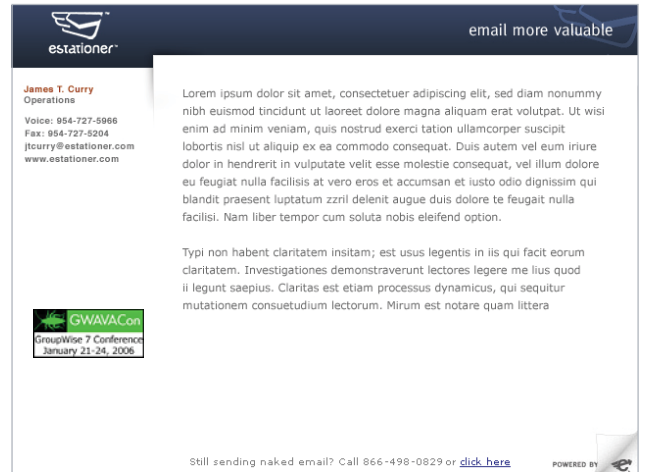 estationer
email more valuable
James T. Curry
Operations
Voice: 954-727-5966
Fax: 954-727-5204
jtcurry@estationer.com
www.estationer.com
Lorem ipsum dolor sit amet, consectetuer adipiscing elit, sed diam nonummy
nibh euismod tincidunt ut laoreet dolore magna aliquam erat volutpat. Ut wisi
enim ad minim veniam, quis nostrud exerci tation ullamcorper suscipit
lobortis nisl ut aliquip ex ea commodo consequat. Duis autem vel eum iriure
dolor in hendrerit in vulputate velit esse molestie consequat, vel illum dolore
eu feugiat nulla facilisis at vero eros et accumsan et iusto odio dignissim qui
blandit praesent luptatum zzril delenit augue duis dolore te feugait nulla
facilisi. Nam liber tempor cum soluta nobis eleifend option.
Typi non habent claritatem insitam; est usus legentis in iis qui facit eorum
claritatem. Investigationes demonstraverunt lectores legere me lius quod
ii legunt saepius. Claritas est etiam processus dynamicus, qui sequitur
mutationem consuetudium lectorum. Mirum est notare quam littera
GWAVACon
GroupWise 7 Conference
January 21-24, 2006
Still sending naked email? Call 866-498-0829 or click here
POWERED BY